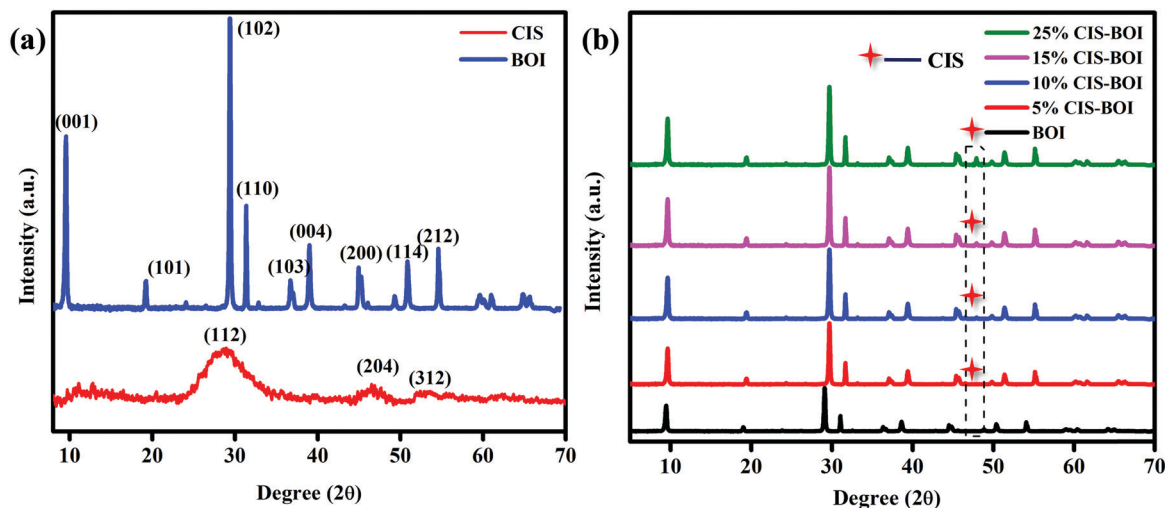 (a)
CIS
BOI
(001)
(101)
(102)
(110)
(103)
(004)
(200)
(114)
(212)
(112)
(204)
(312)
Intensity (a.u.)
10 20 30 40 50 60 70
Degree (2θ)
(b)
CIS
25% CIS-BOI
15% CIS-BOI
10% CIS-BOI
5% CIS-BOI
BOI
Intensity (a.u.)
10 20 30 40 50 60 70
Degree (2θ)